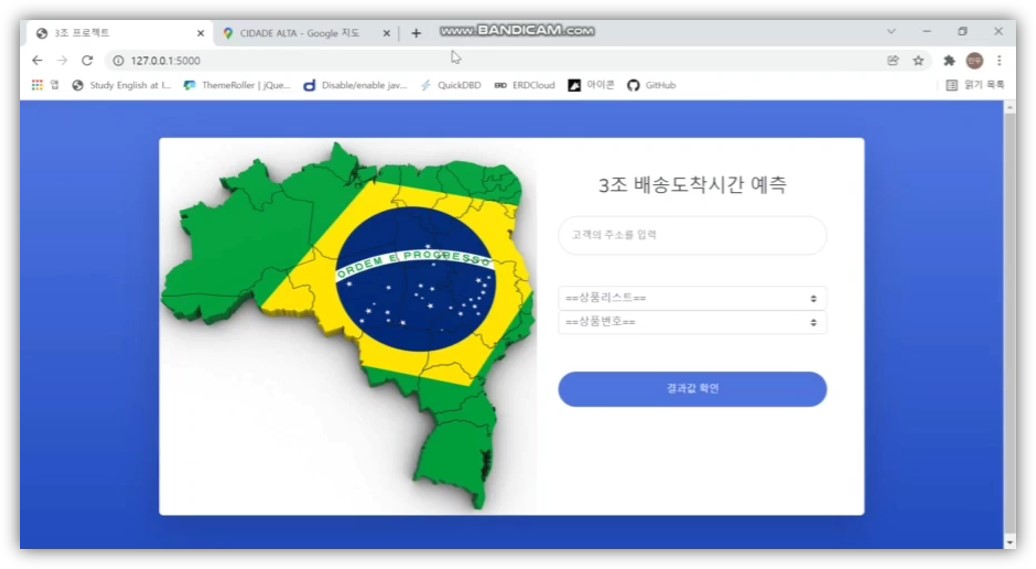 3조 프로젝트
CIDADE ALTA - Google 지도
www.BANDICAM.com
127.0.0.1:5000
앱
Study English at I...
ThemeRoller | jQue...
Disable/enable jav...
QuickDBD
ERD
ERDCloud
아이콘
GitHub
읽기 목록
3조 배송도착시간 예측
고객의 주소를 입력
==상품리스트==
==상품번호==
결과값 확인
ORDEM E PROGRESSO